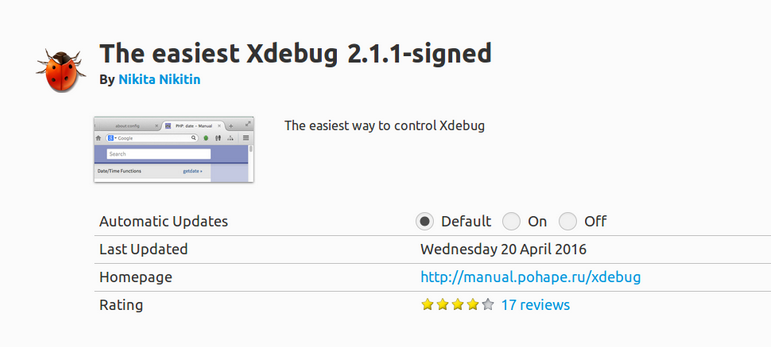 The easiest Xdebug 2.1.1-signed
By Nikita Nikitin
about:config
PHP: date - Manual
Google
Search
Date/Time Functions
getdate »
The easiest way to control Xdebug
Automatic Updates Default On Off
Last Updated Wednesday 20 April 2016
Homepage http://manual.pohape.ru/xdebug
Rating 17 reviews